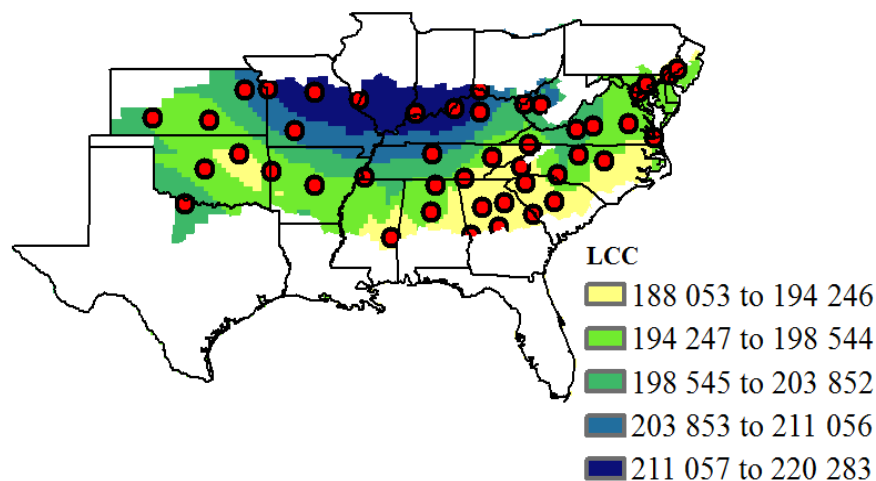 LCC
188 053 to 194 246
194 247 to 198 544
198 545 to 203 852
203 853 to 211 056
211 057 to 220 283